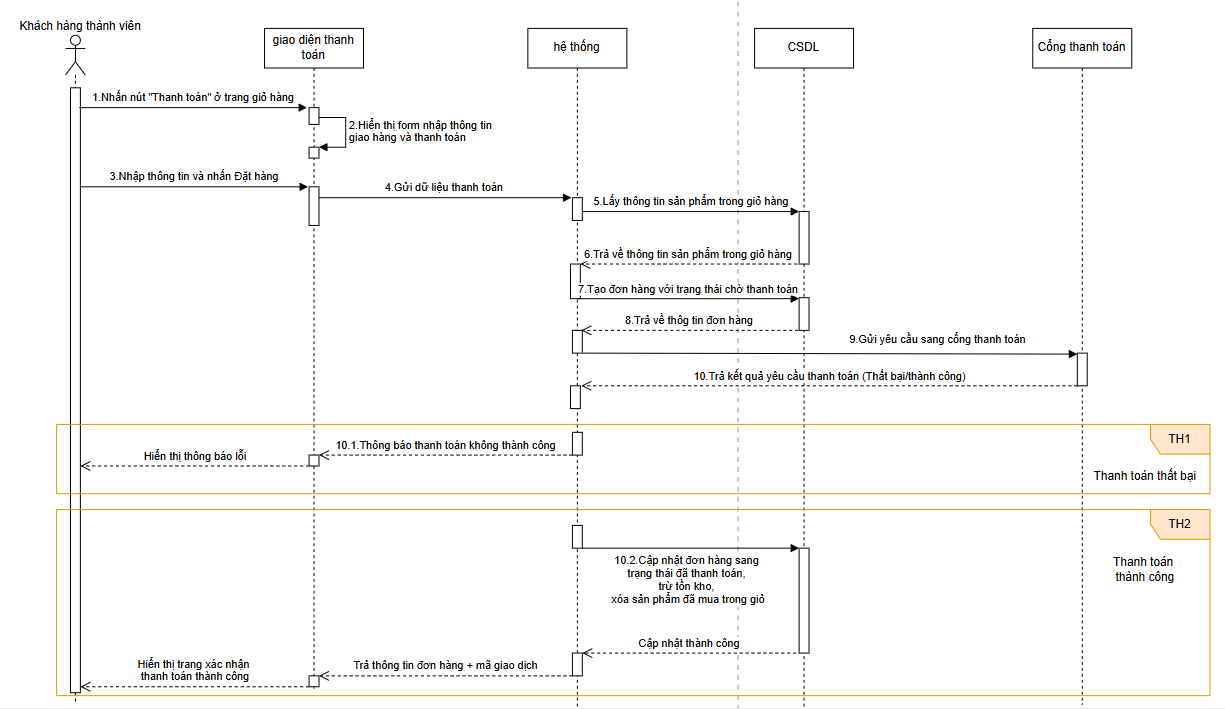 Khách hàng thành viên
giao diện thanh
toán
hệ thống
CSDL
Cổng thanh toán
1.Nhấn nút "Thanh toán" ở trang giỏ hàng
2.Hiển thị form nhập thông tin
giao hàng và thanh toán
3.Nhập thông tin và nhấn Đặt hàng
4.Gửi dữ liệu thanh toán
5.Lấy thông tin sản phẩm trong giỏ hàng
6.Trả về thông tin sản phẩm trong giỏ hàng
7.Tạo đơn hàng với trạng thái chờ thanh toán
8.Trả về thôg tin đơn hàng
9.Gửi yêu cầu sang cổng thanh toán
10.Trả kết quả yêu cầu thanh toán (Thất bại/thành công)
TH1
10.1.Thông báo thanh toán không thành công
Hiển thị thông báo lỗi
Thanh toán thất bại
TH2
10.2.Cập nhật đơn hàng sang
trạng thái đã thanh toán,
trừ tồn kho,
xóa sản phẩm đã mua trong giỏ
Thanh toán
thành công
Cập nhật thành công
Trả thông tin đơn hàng + mã giao dịch
Hiển thị trang xác nhận
thanh toán thành công